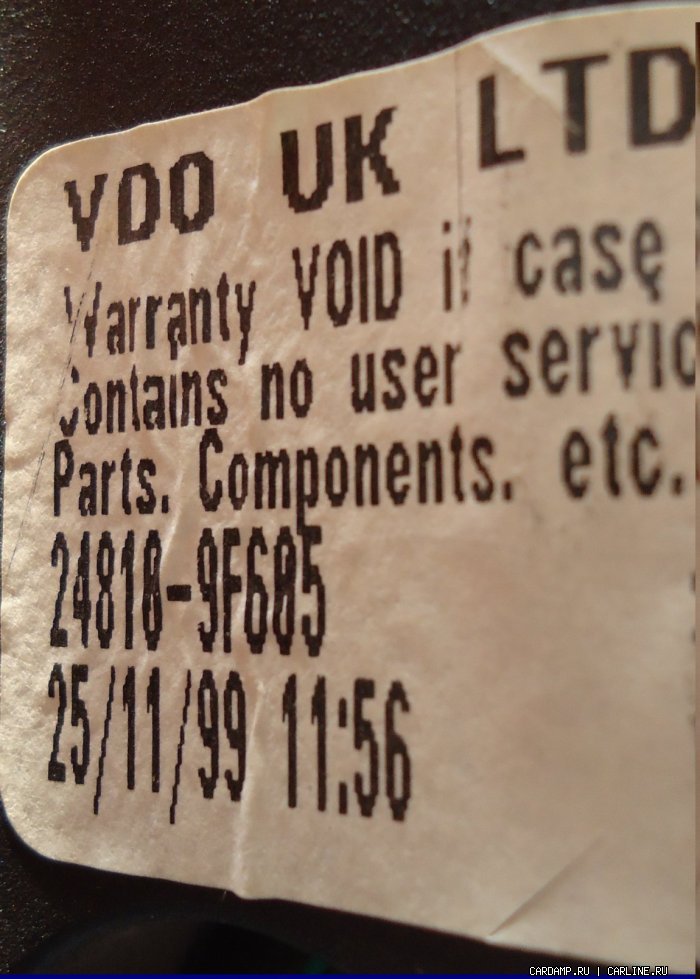 VDO UK LTD
Warranty VOID if case
Contains no user servic
Parts. Components. etc.
24810-9F605
25/11/99 11:56
CARDAMP.RU | CARLINE.RU